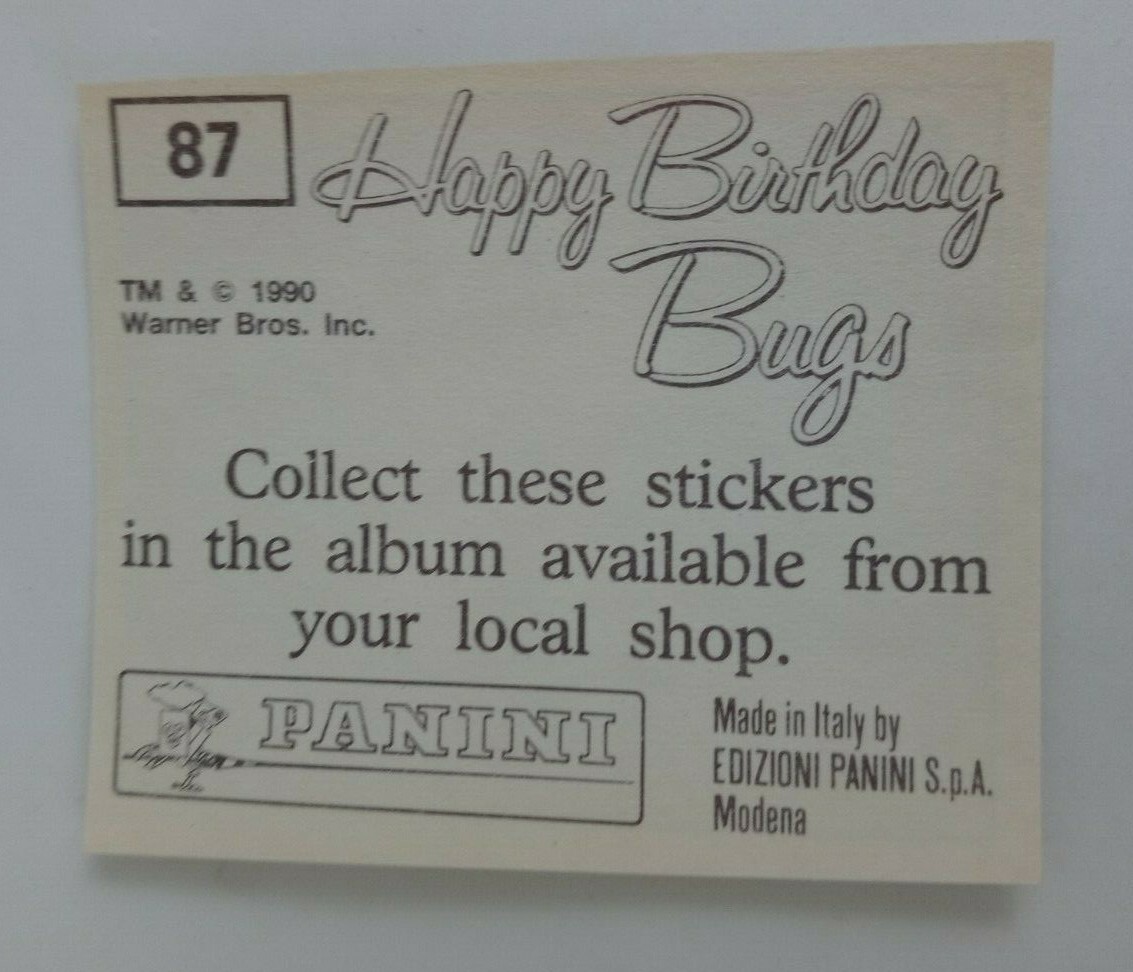 87
Happy Birthday
Bugs
TM & © 1990
Warner Bros. Inc.
Collect these stickers
in the album available from
your local shop.
PANINI
Made in Italy by
EDIZIONI PANINI S.p.A.
Modena